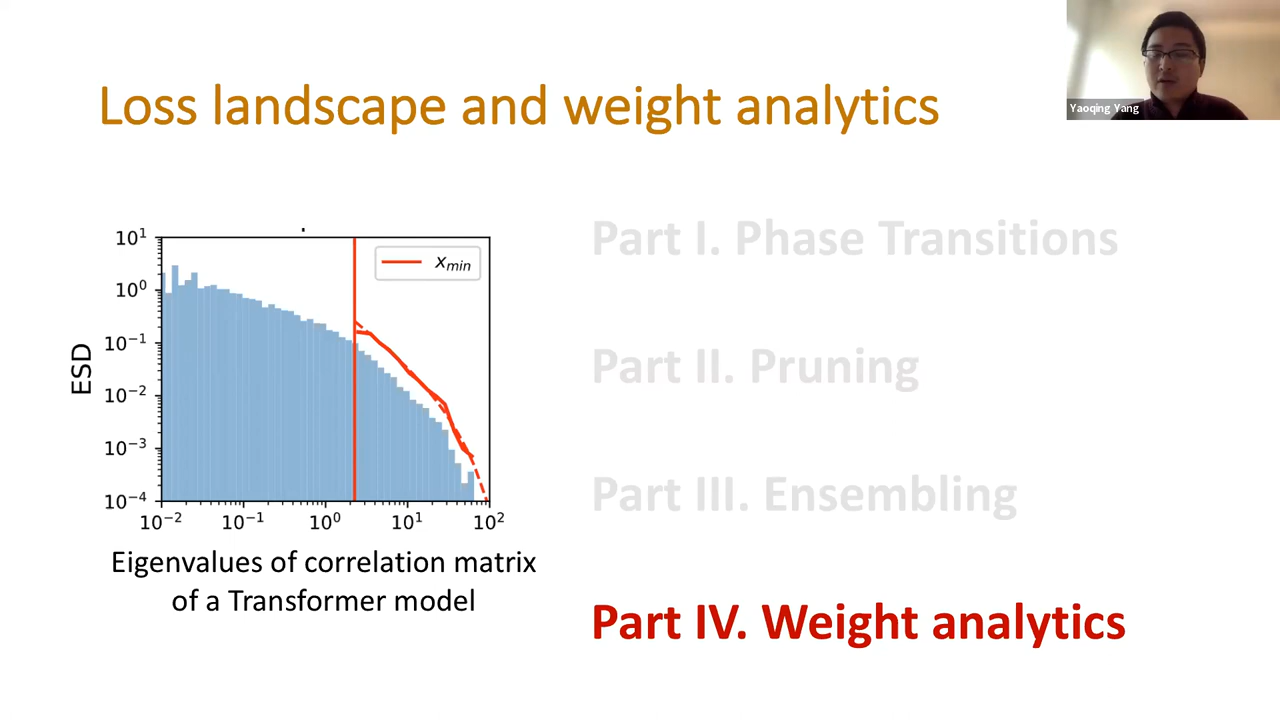 Loss landscape and weight analytics
Yaoqing Yang
Part I. Phase Transitions
Part II. Pruning
Part III. Ensembling
Part IV. Weight analytics
x_min
ESD
10^1
10^0
10^-1
10^-2
10^-3
10^-4
10^-2 10^-1 10^0 10^1 10^2
Eigenvalues of correlation matrix
of a Transformer model